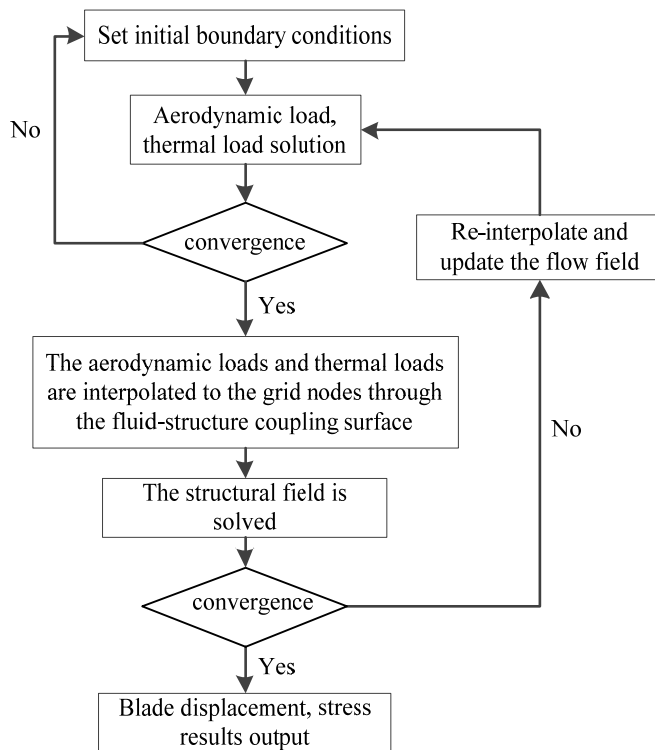 Set initial boundary conditions
No
Aerodynamic load,
thermal load solution
convergence
Re-interpolate and
update the flow field
Yes
The aerodynamic loads and thermal loads
are interpolated to the grid nodes through
the fluid-structure coupling surface
No
The structural field is
solved
convergence
Yes
Blade displacement, stress
results output